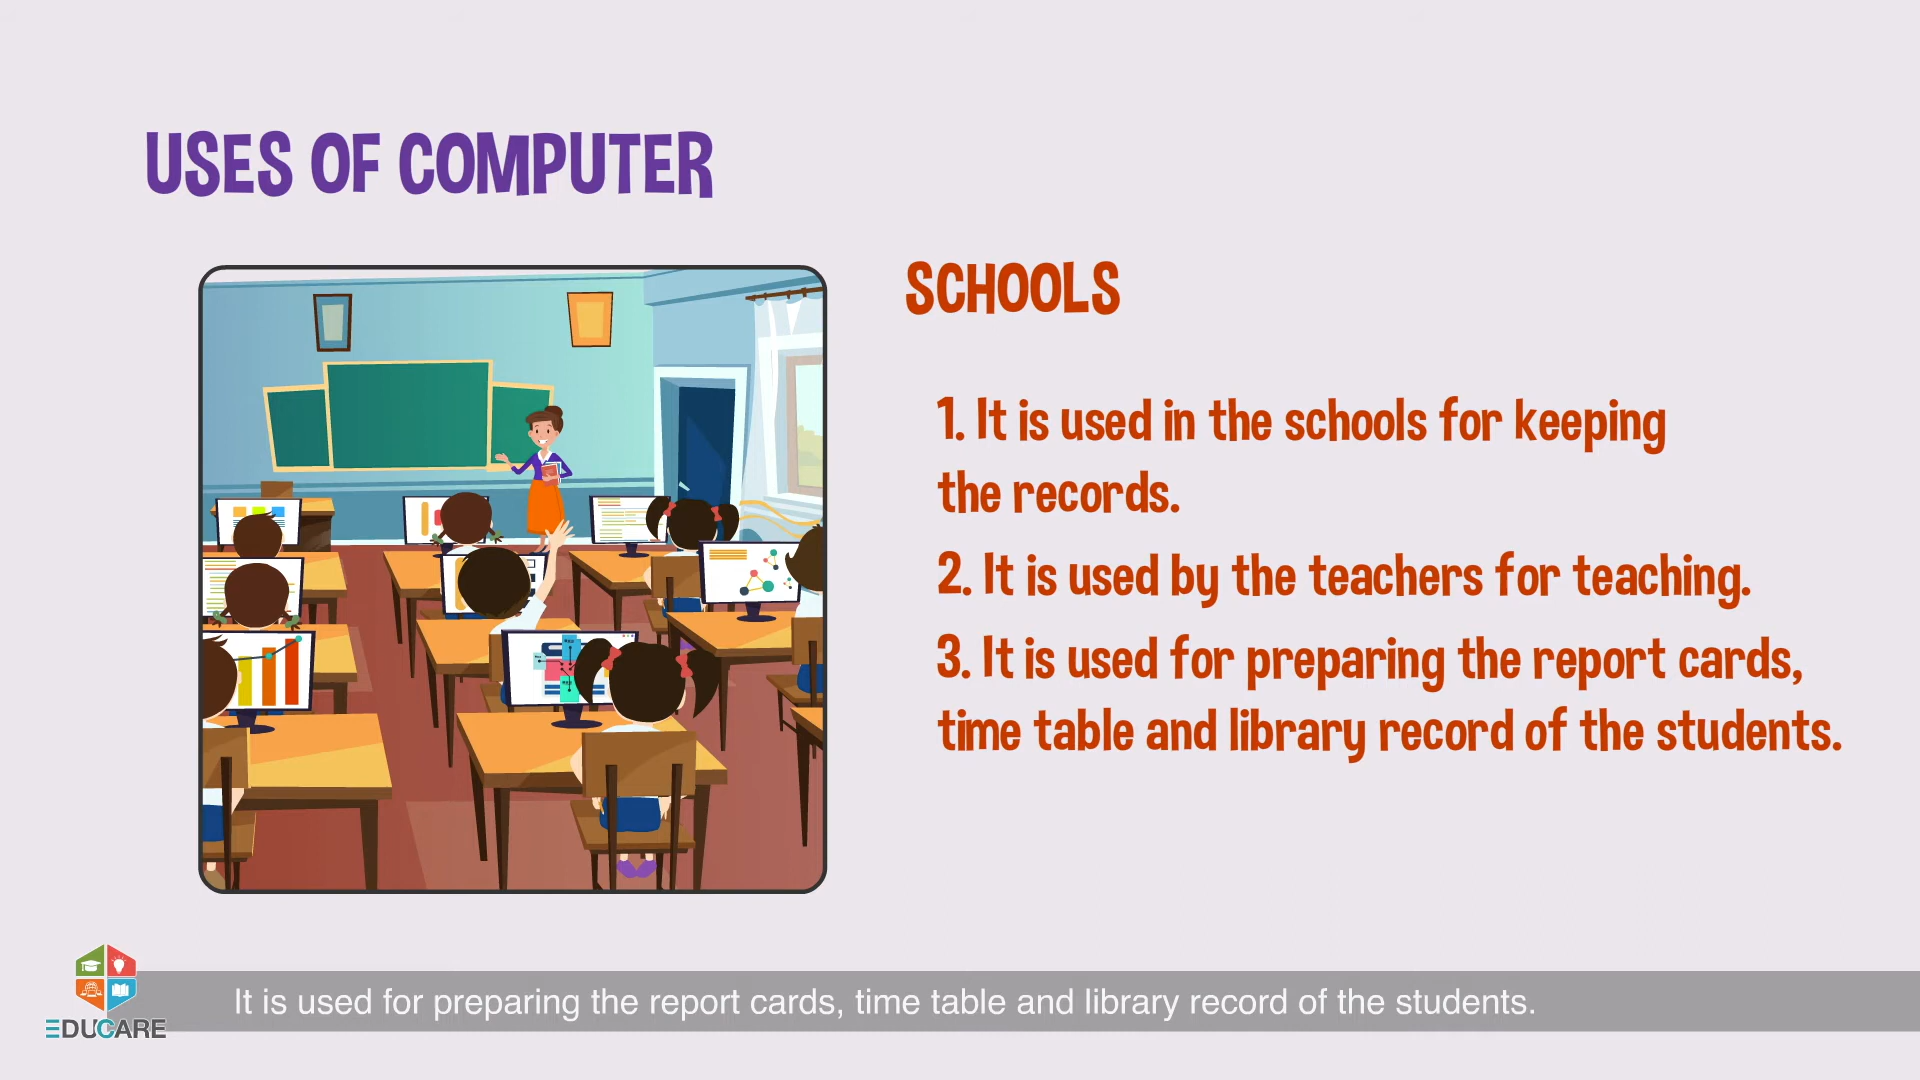 USES OF COMPUTER
SCHOOLS
1. It is used in the schools for keeping
the records.
2. It is used by the teachers for teaching.
3. It is used for preparing the report cards,
time table and library record of the students.
It is used for preparing the report cards, time table and library record of the students.
EDUCARE